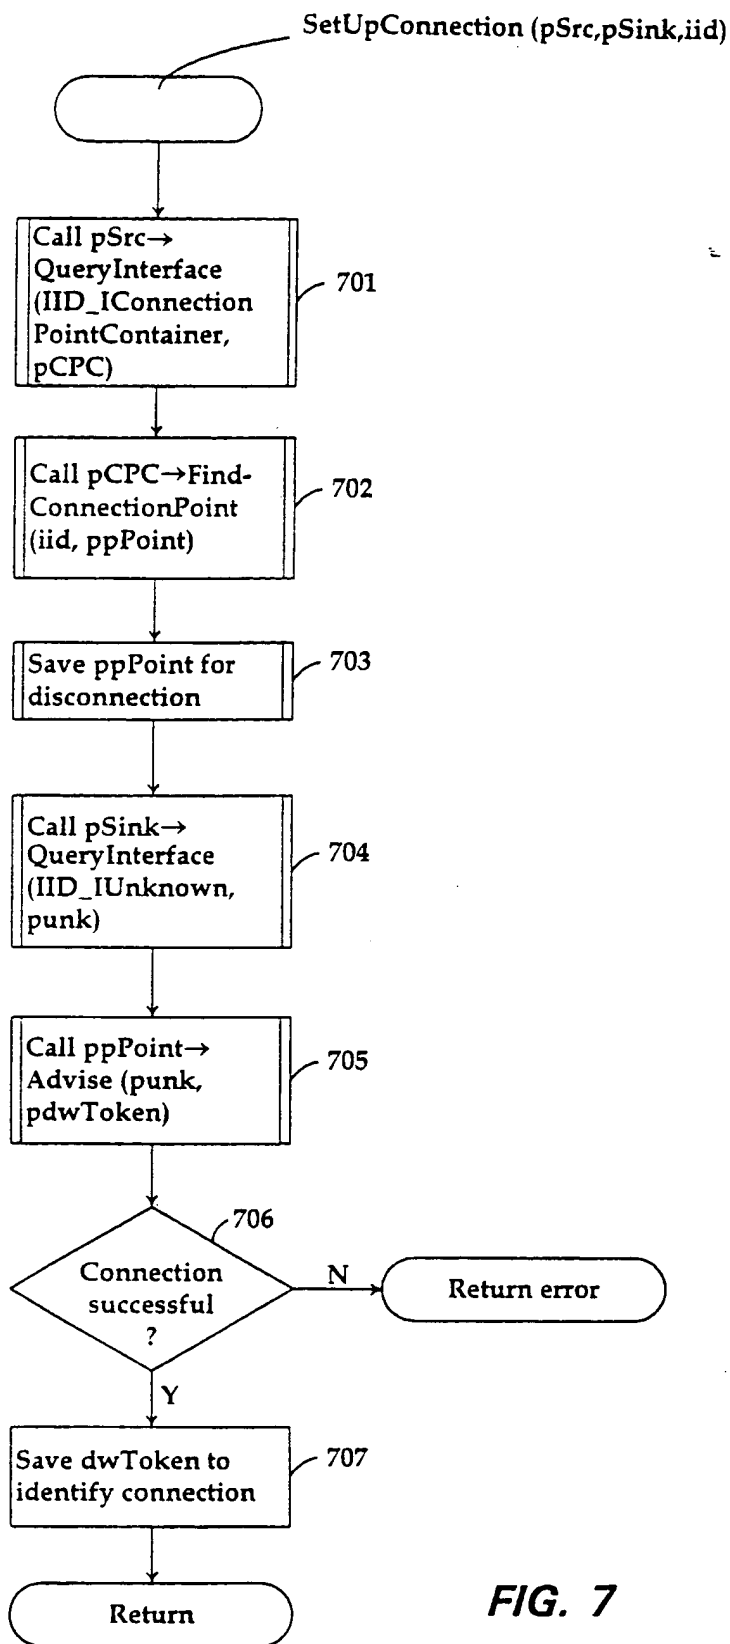 SetUpConnection (pSrc,pSink,iid)
Call pSrc→
QueryInterface
(IID_IConnection
PointContainer,
pCPC)
701
Call pCPC→Find-
ConnectionPoint
(iid, ppPoint)
702
Save ppPoint for
disconnection
703
Call pSink→
QueryInterface
(IID_IUnknown,
punk)
704
Call ppPoint→
Advise (punk,
pdwToken)
705
706
Connection
successful
?
N
Return error
Y
Save dwToken to
identify connection
707
Return
FIG. 7